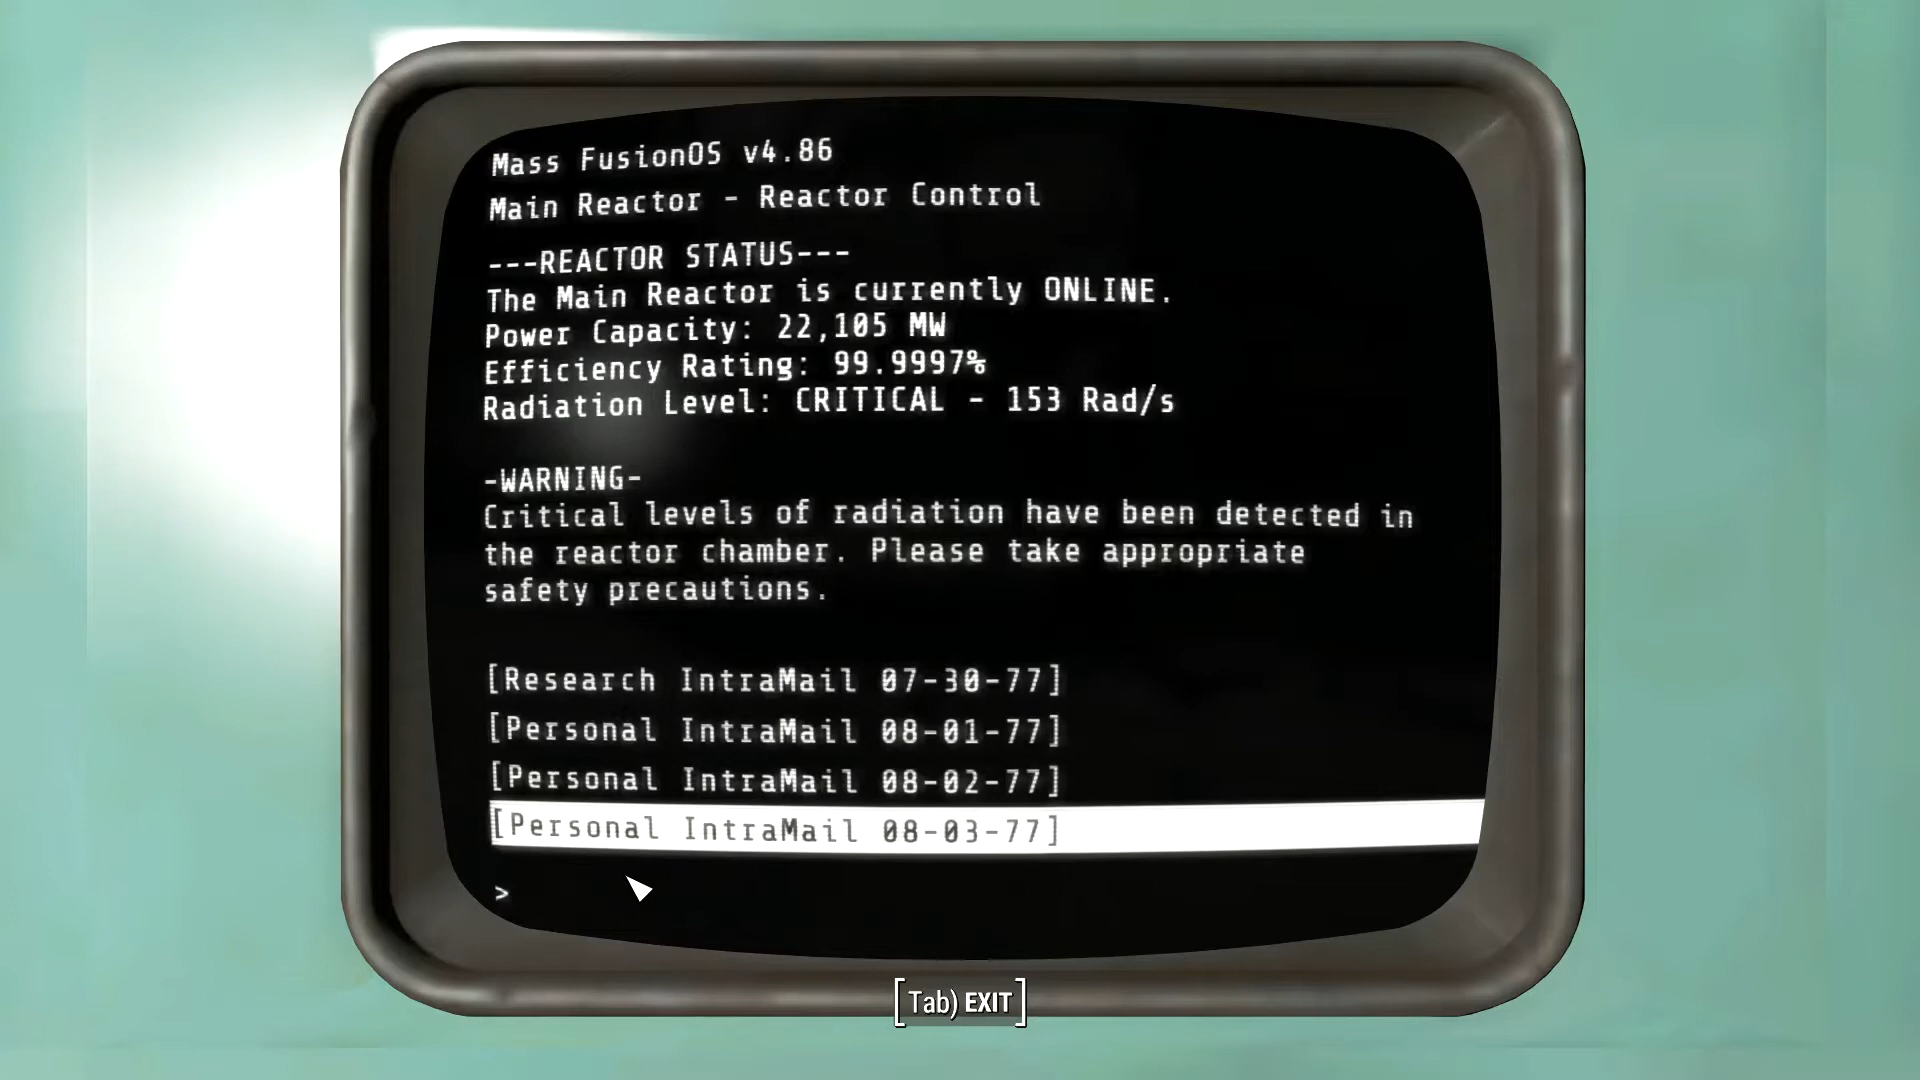 Mass FusionOS v4.86
Main Reactor - Reactor Control
---REACTOR STATUS---
The Main Reactor is currently ONLINE.
Power Capacity: 22,105 MW
Efficiency Rating: 99.9997%
Radiation Level: CRITICAL - 153 Rad/s
-WARNING-
Critical levels of radiation have been detected in
the reactor chamber. Please take appropriate
safety precautions.
[Research IntraMail 07-30-77]
[Personal IntraMail 08-01-77]
[Personal IntraMail 08-02-77]
[Personal IntraMail 08-03-77]
>
[Tab) EXIT]